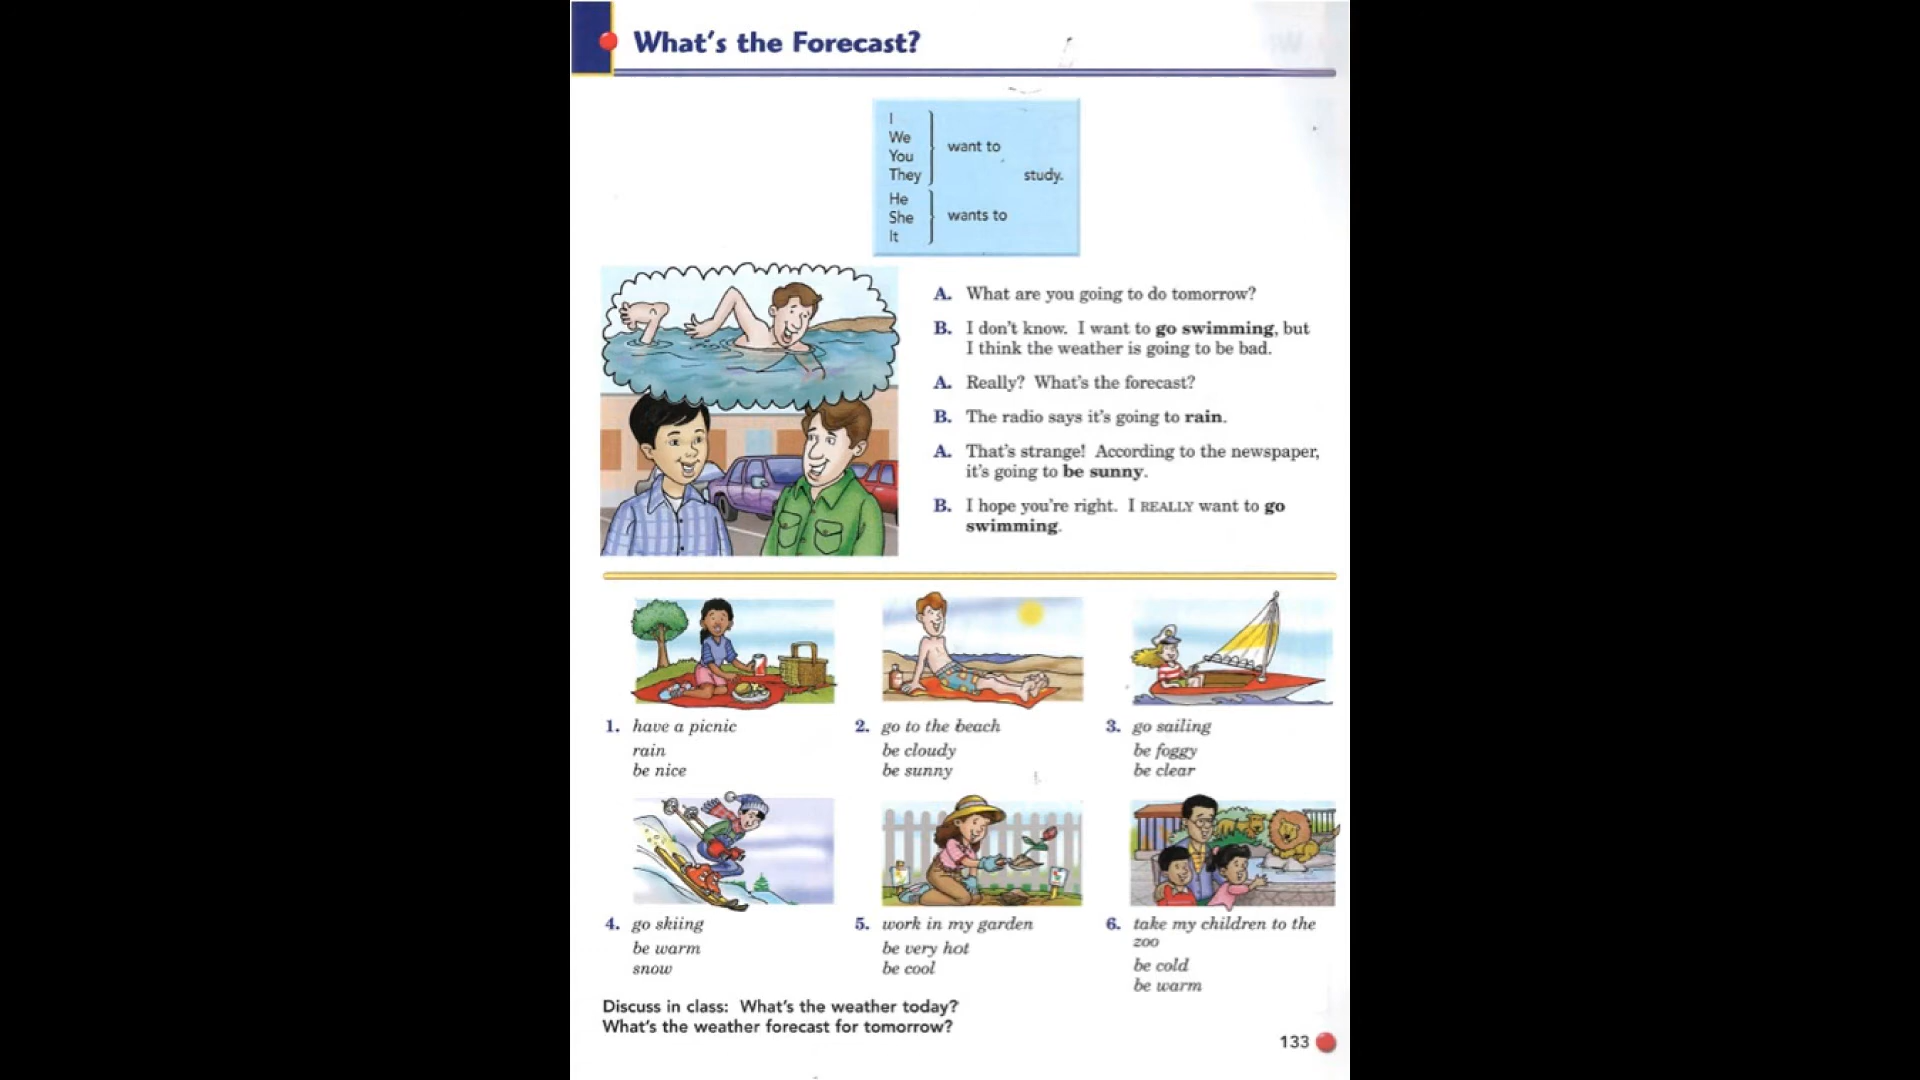 What's the Forecast?
I
We
You
They
want to
He
She
It
wants to
study.
A. What are you going to do tomorrow?
B. I don't know. I want to go swimming, but
I think the weather is going to be bad.
A. Really? What's the forecast?
B. The radio says it's going to rain.
A. That's strange! According to the newspaper,
it's going to be sunny.
B. I hope you're right. I REALLY want to go
swimming.
1. have a picnic
rain
be nice
2. go to the beach
be cloudy
be sunny
3. go sailing
be foggy
be clear
4. go skiing
be warm
snow
5. work in my garden
be very hot
be cool
6. take my children to the
zoo
be cold
be warm
Discuss in class: What's the weather today?
What's the weather forecast for tomorrow?
133